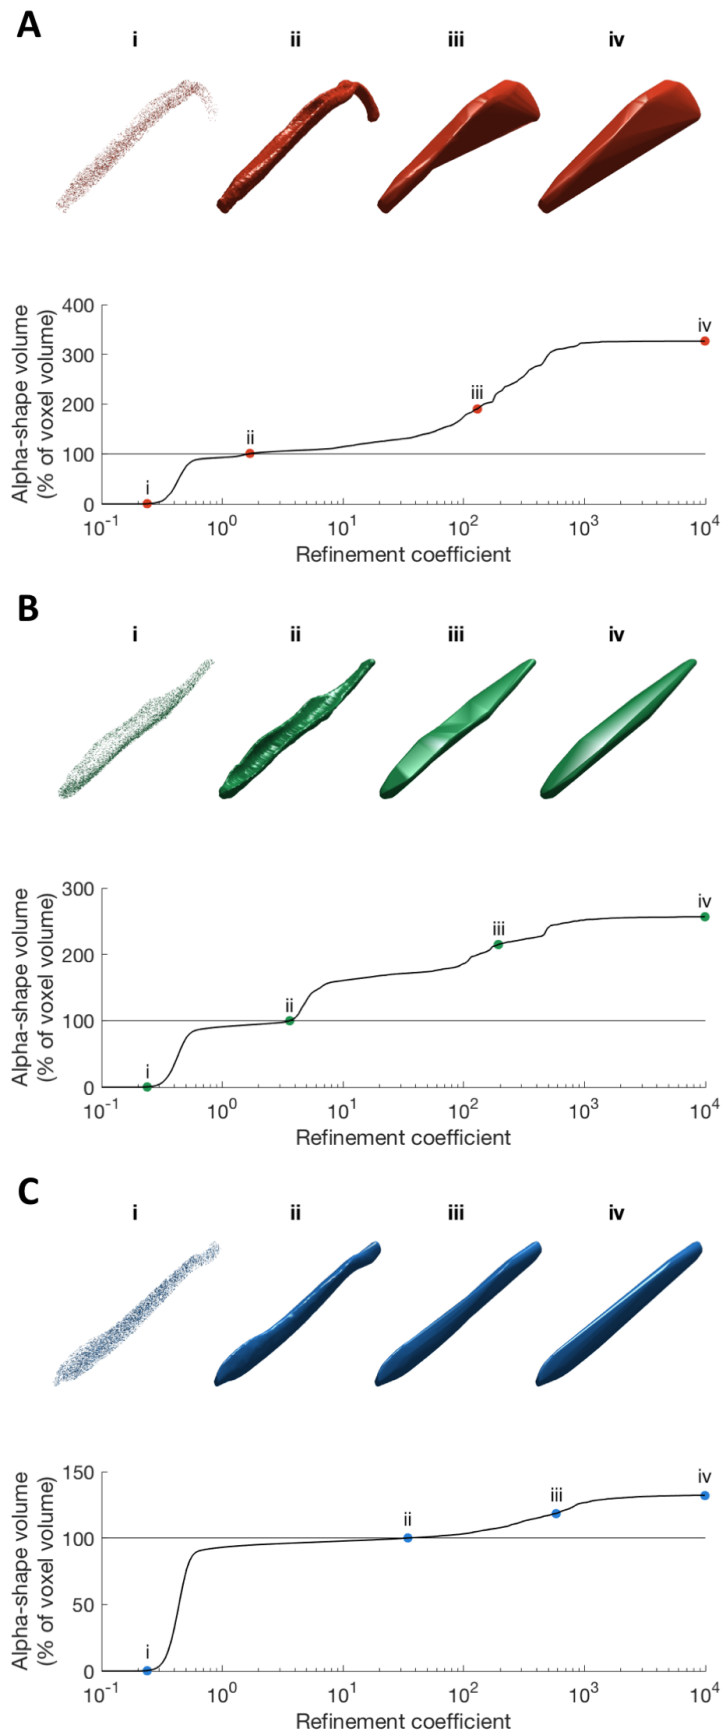 A
i ii iii iv
Alpha-shape volume
(% of voxel volume)
400
300
200
100
0
i
ii
iii
iv
10^-1 10^0 10^1 10^2 10^3 10^4
Refinement coefficient
B
i ii iii iv
Alpha-shape volume
(% of voxel volume)
300
200
100
0
i
ii
iii
iv
10^-1 10^0 10^1 10^2 10^3 10^4
Refinement coefficient
C
i ii iii iv
Alpha-shape volume
(% of voxel volume)
150
100
50
0
i
ii
iii
iv
10^-1 10^0 10^1 10^2 10^3 10^4
Refinement coefficient